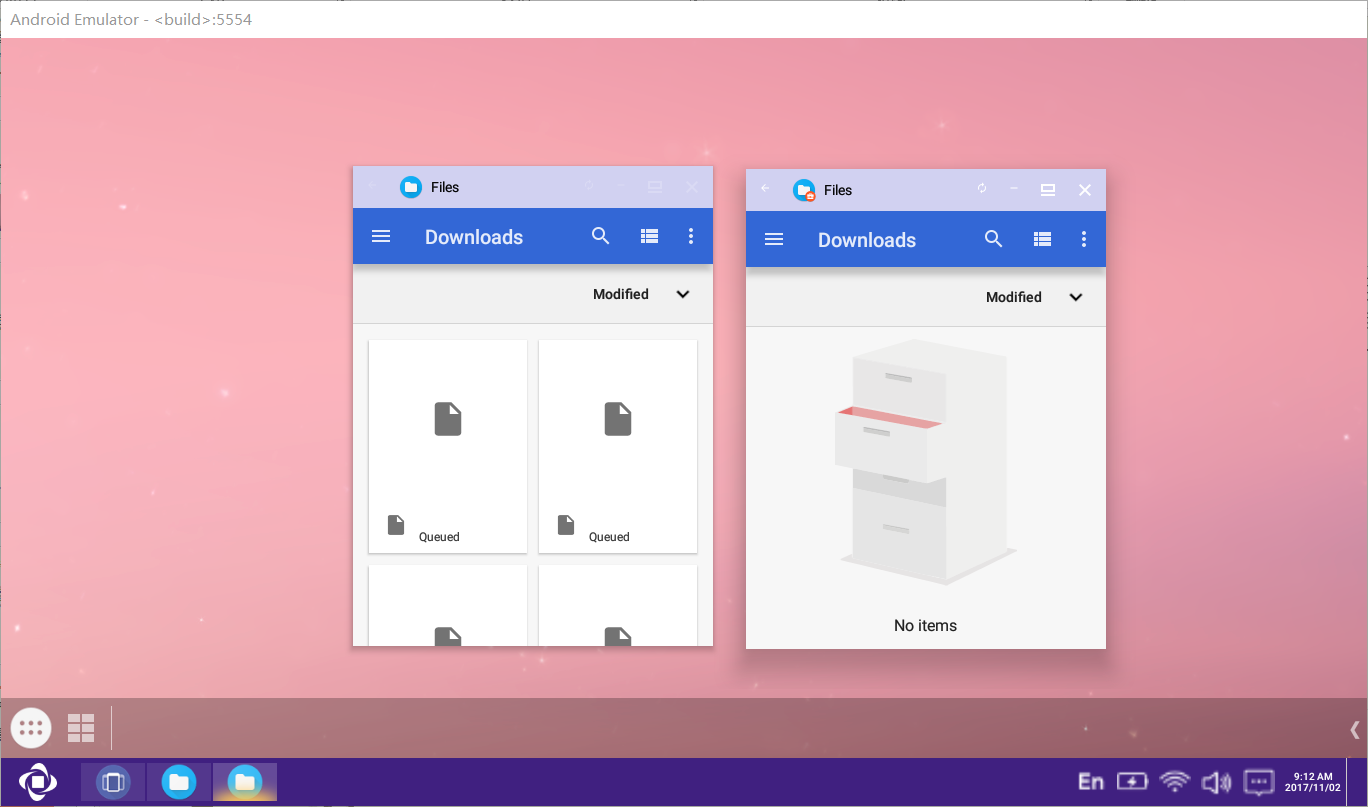 Android Emulator - <build>:5554
Files
Downloads
Modified
Queued
Queued
Files
Downloads
Modified
No items
En
9:12 AM
2017/11/02